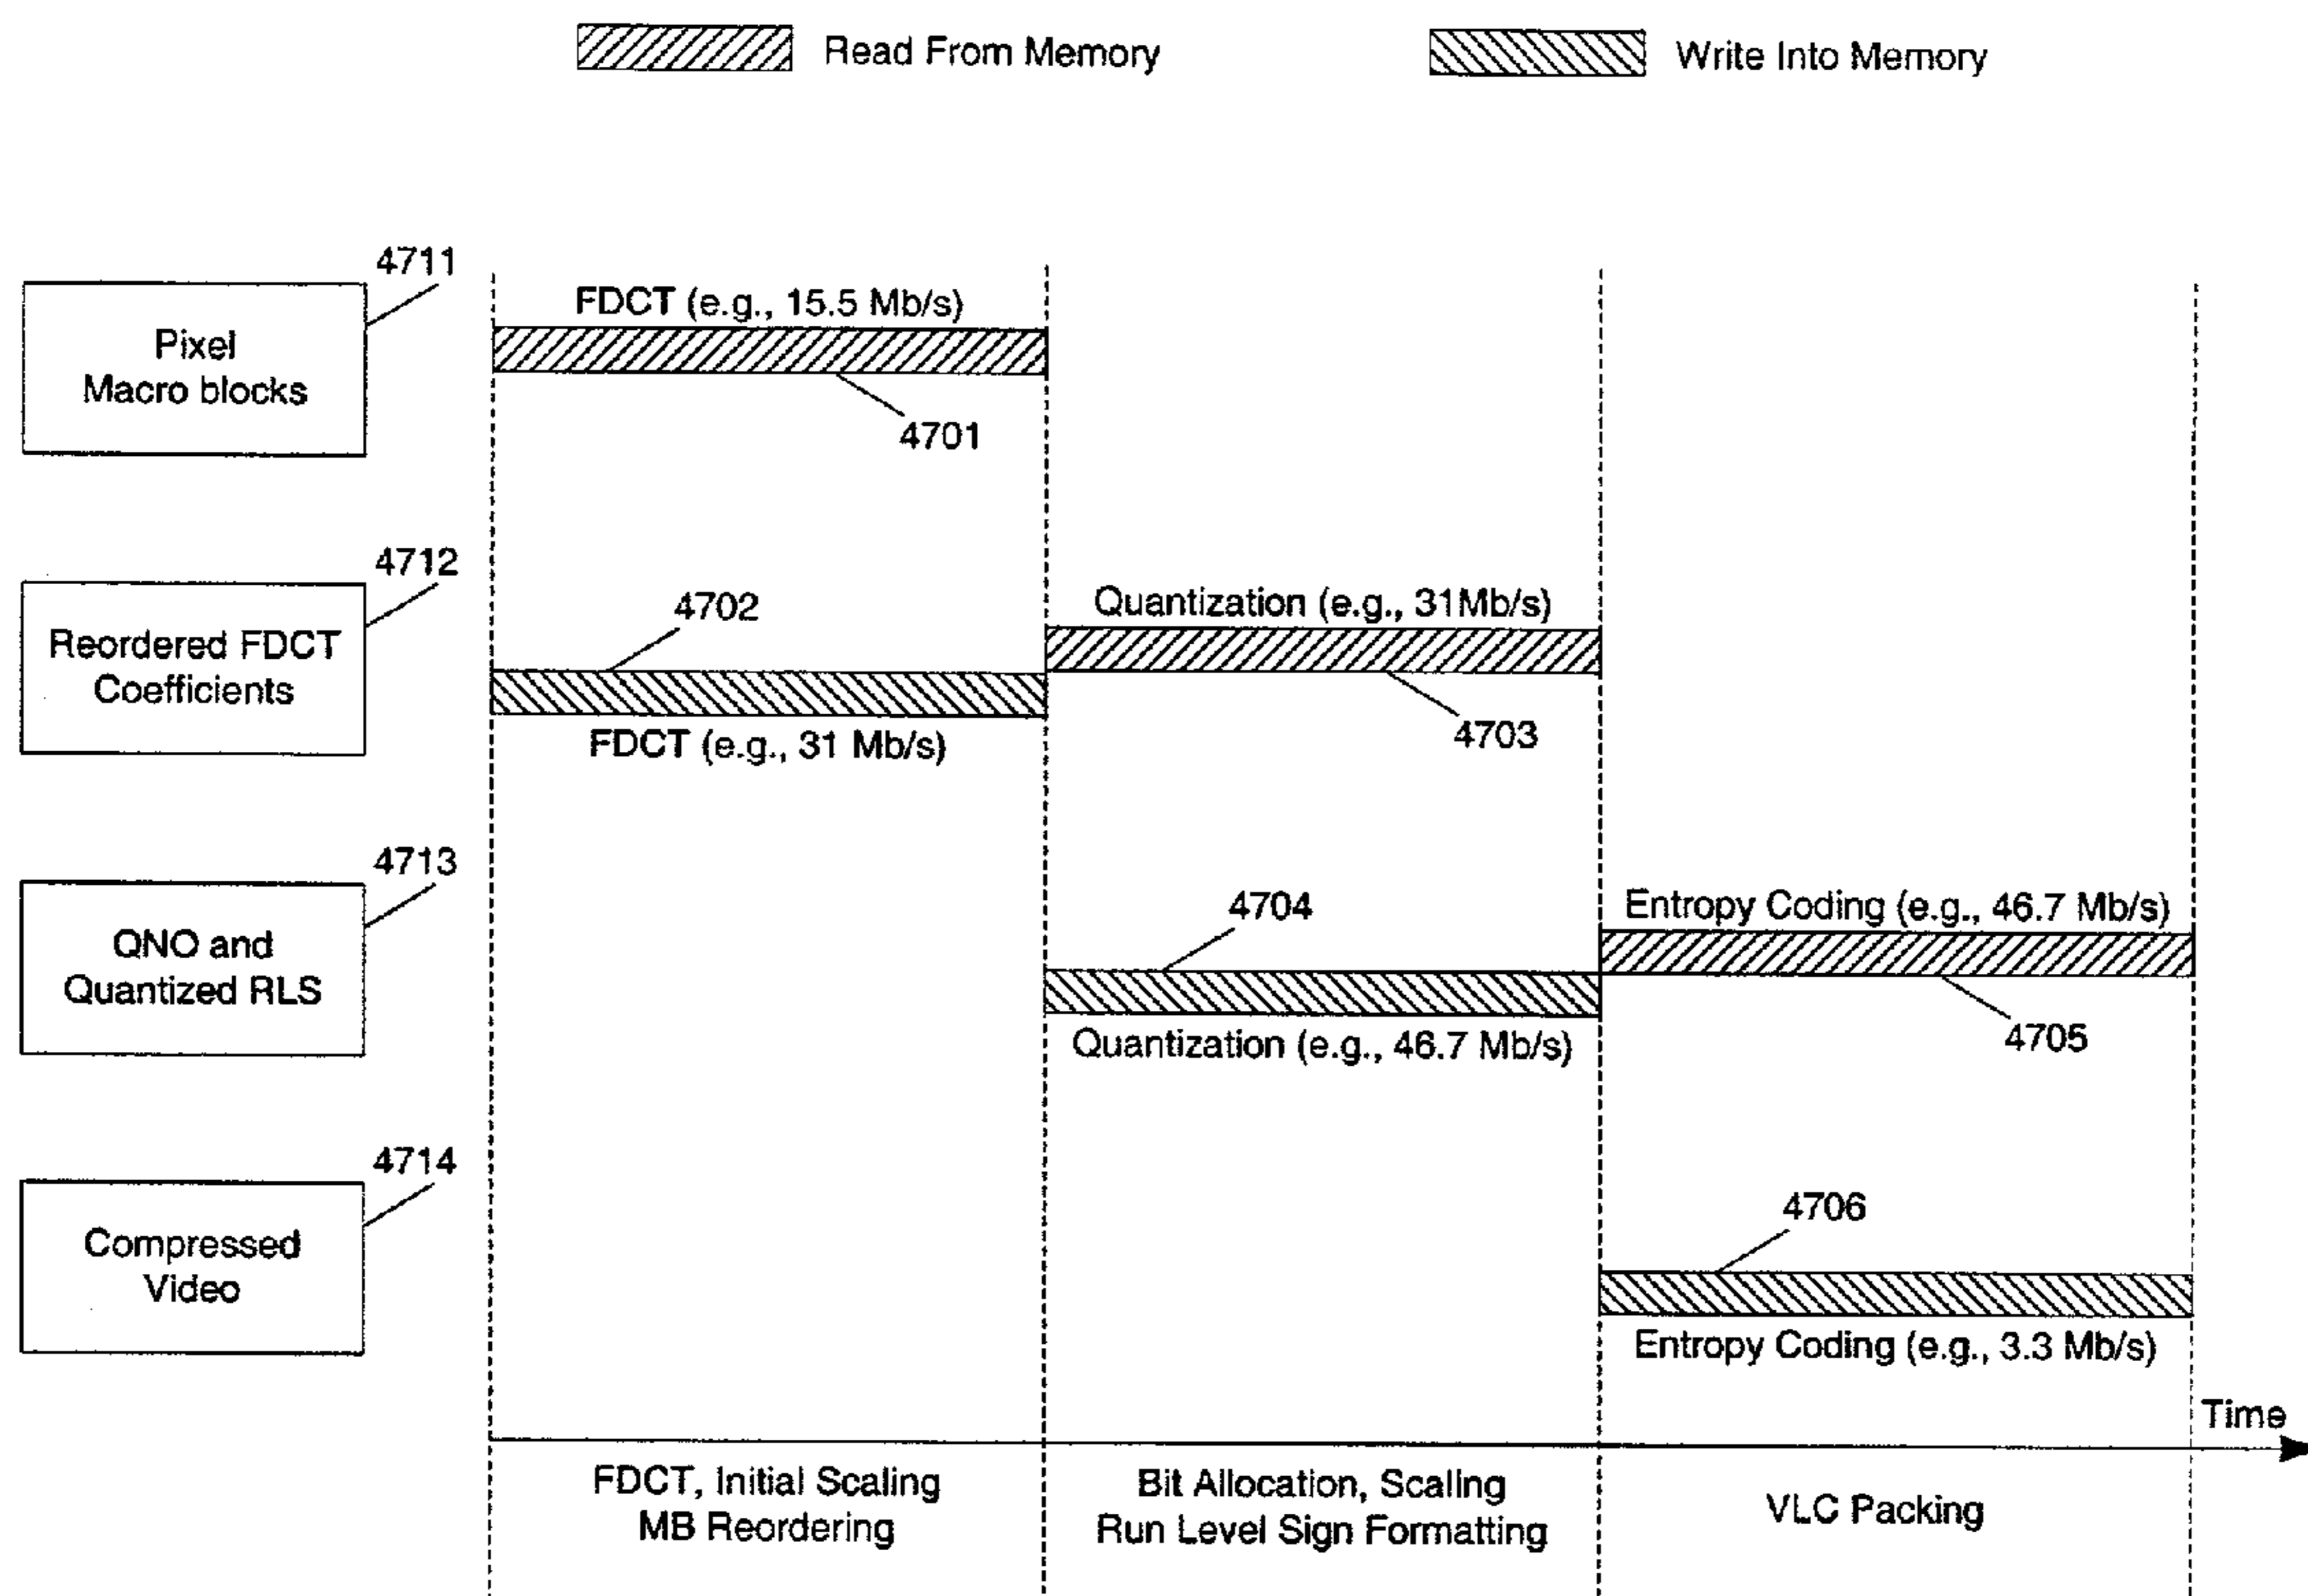 Read From Memory
Write Into Memory
4711
Pixel
Macro blocks
FDCT (e.g., 15.5 Mb/s)
4701
4712
Reordered FDCT
Coefficients
4702
FDCT (e.g., 31 Mb/s)
Quantization (e.g., 31Mb/s)
4703
4713
QNO and
Quantized RLS
4704
Quantization (e.g., 46.7 Mb/s)
Entropy Coding (e.g., 46.7 Mb/s)
4705
4714
Compressed
Video
4706
Entropy Coding (e.g., 3.3 Mb/s)
Time
FDCT, Initial Scaling
MB Reordering
Bit Allocation, Scaling
Run Level Sign Formatting
VLC Packing